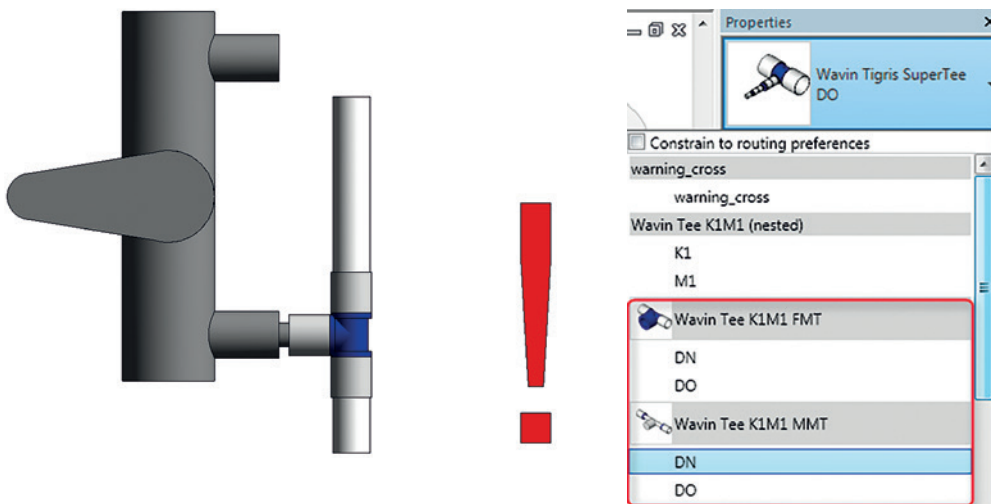 Properties
Wavin Tigris SuperTee
DO
Constrain to routing preferences
warning_cross
warning_cross
Wavin Tee K1M1 (nested)
K1
M1
Wavin Tee K1M1 FMT
DN
DO
Wavin Tee K1M1 MMT
DN
DO